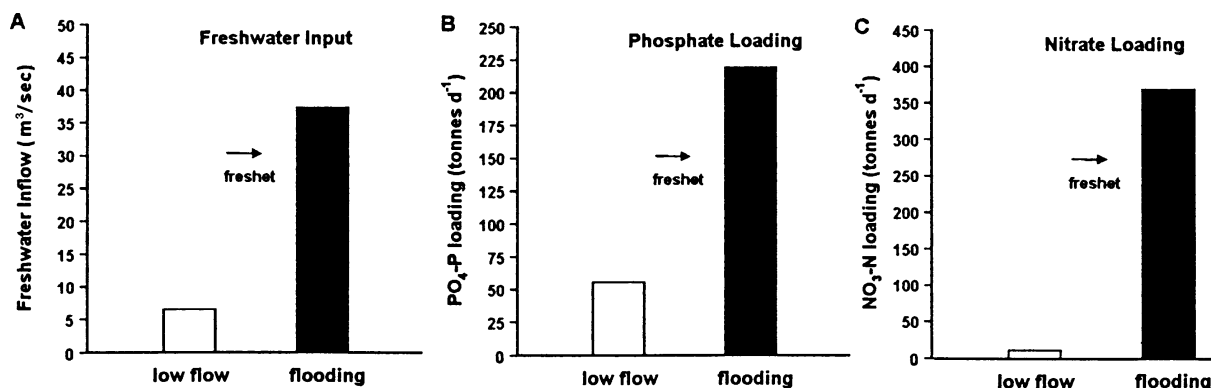 A
Freshwater Input
Freshwater Inflow (m³/sec)
50
45
40
35
30
25
20
15
10
5
0
freshet
low flow
flooding
B
Phosphate Loading
PO₄-P loading (tonnes d⁻¹)
250
225
200
175
150
125
100
75
50
25
0
freshet
low flow
flooding
C
Nitrate Loading
NO₃-N loading (tonnes d⁻¹)
450
400
350
300
250
200
150
100
50
0
freshet
low flow
flooding